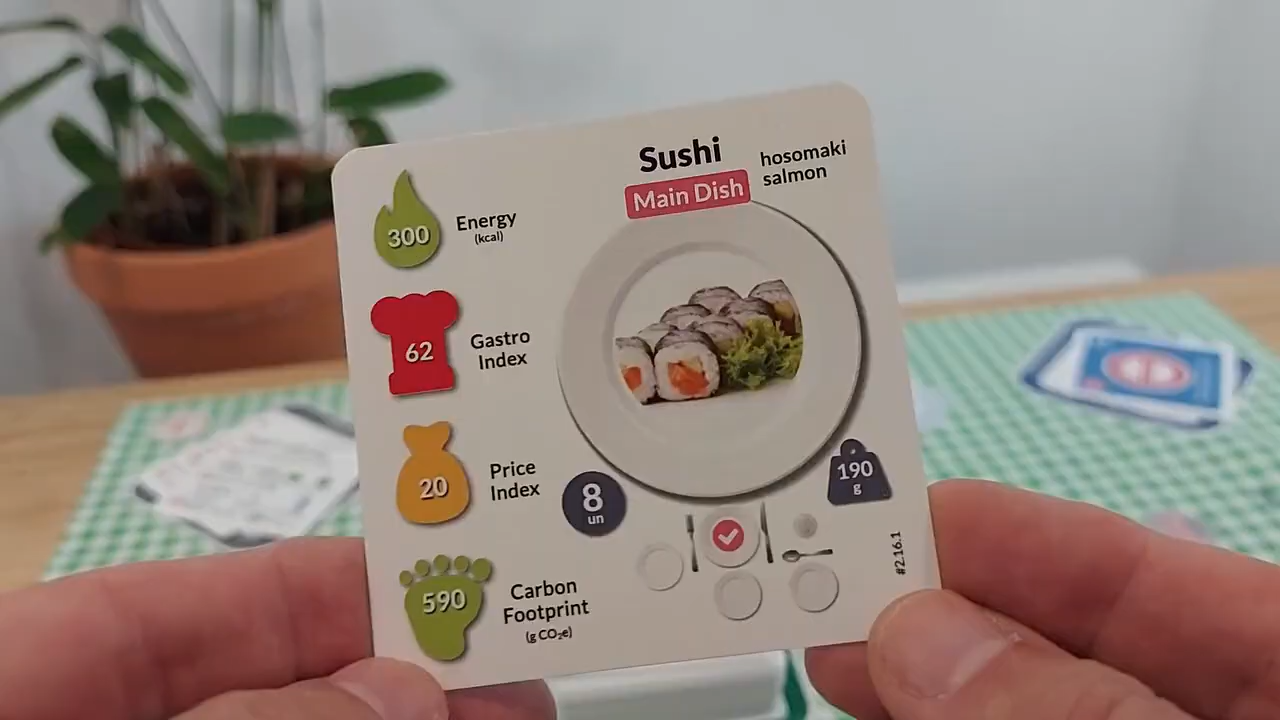 Sushi
Main Dish
hosomaki
salmon
300
Energy
(kcal)
62
Gastro
Index
20
Price
Index
590
Carbon
Footprint
(g CO₂e)
8
un
190
g
#2.16.1